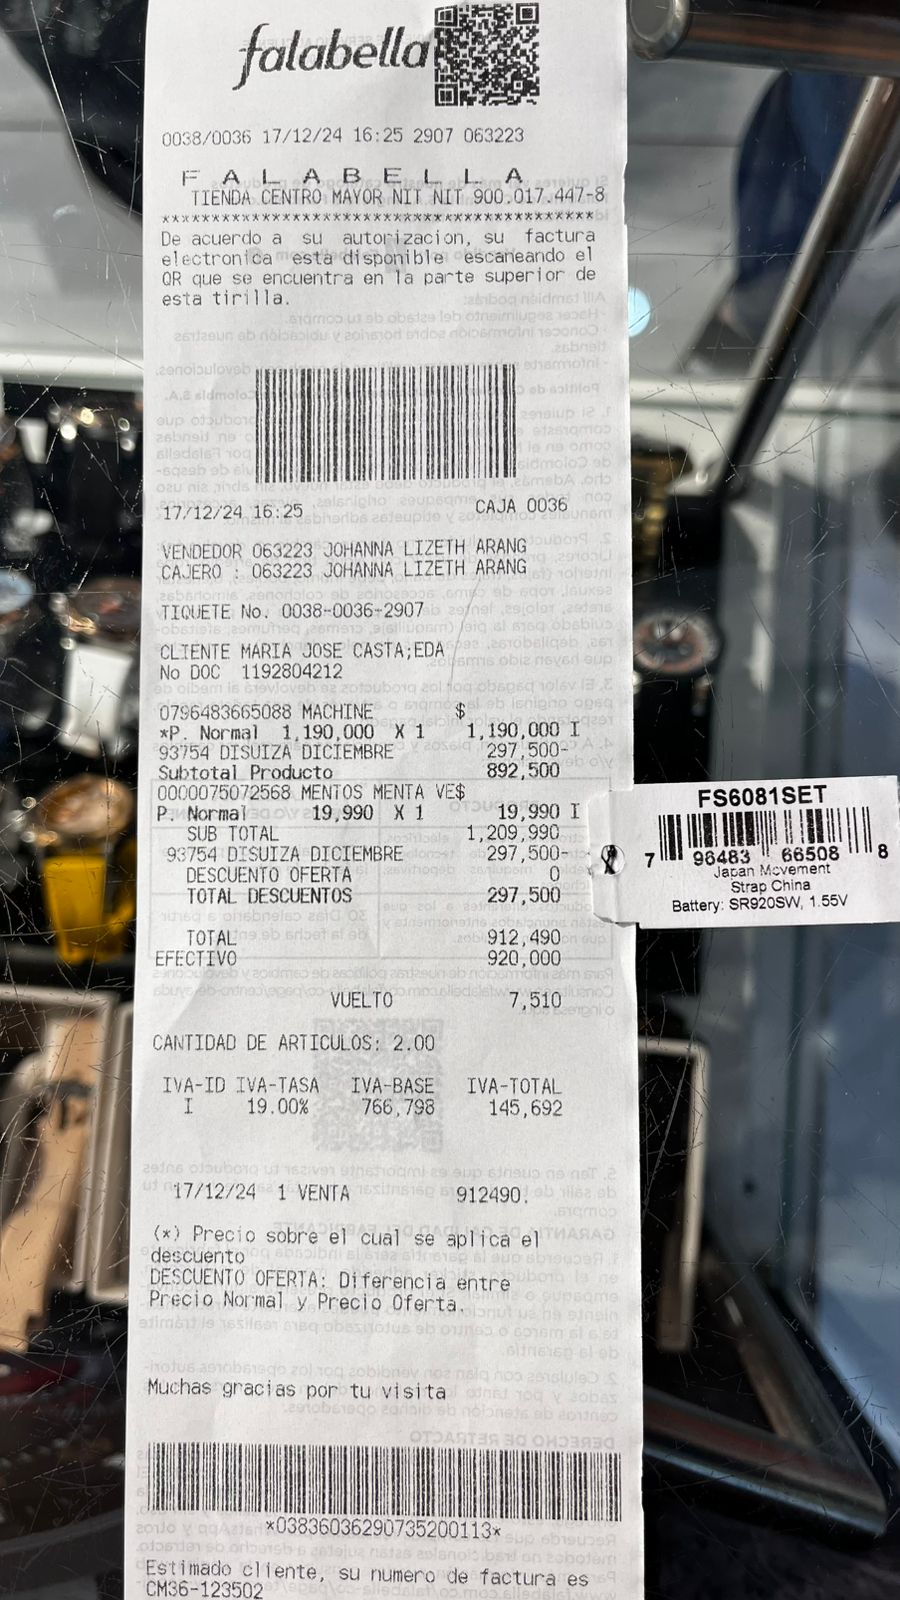 falabella
0038/0036 17/12/24 16:25 2907 063223
F A L A B E L L A
TIENDA CENTRO MAYOR NIT NIT 900.017.447-8
******************************************
De acuerdo a su autorizacion, su factura
electronica esta disponible escaneando el
QR que se encuentra en la parte superior de
esta tirilla.
17/12/24 16:25 CAJA 0036
VENDEDOR 063223 JOHANNA LIZETH ARANG
CAJERO : 063223 JOHANNA LIZETH ARANG
TIQUETE No. 0038-0036-2907
CLIENTE MARIA JOSE CASTA;EDA
No DOC 1192804212
0796483665088 MACHINE $
*P. Normal 1,190,000 X 1 1,190,000 I
93754 DISUIZA DICIEMBRE 297,500-
Subtotal Producto 892,500
0000075072568 MENTOS MENTA VE$
P. Normal 19,990 X 1 19,990 I
SUB TOTAL 1,209,990
93754 DISUIZA DICIEMBRE 297,500-
DESCUENTO OFERTA 0
TOTAL DESCUENTOS 297,500
TOTAL 912,490
EFECTIVO 920,000
VUELTO 7,510
CANTIDAD DE ARTICULOS: 2.00
IVA-ID IVA-TASA IVA-BASE IVA-TOTAL
I 19.00% 766,798 145,692
17/12/24 1 VENTA 912490.
(*) Precio sobre el cual se aplica el
descuento
DESCUENTO OFERTA: Diferencia entre
Precio Normal y Precio Oferta.
Muchas gracias por tu visita
*03836036290735200113*
Estimado cliente, su numero de factura es
CM36-123502
FS6081SET
7 96483 66508 8
Japan Movement
Strap China
Battery: SR920SW, 1.55V